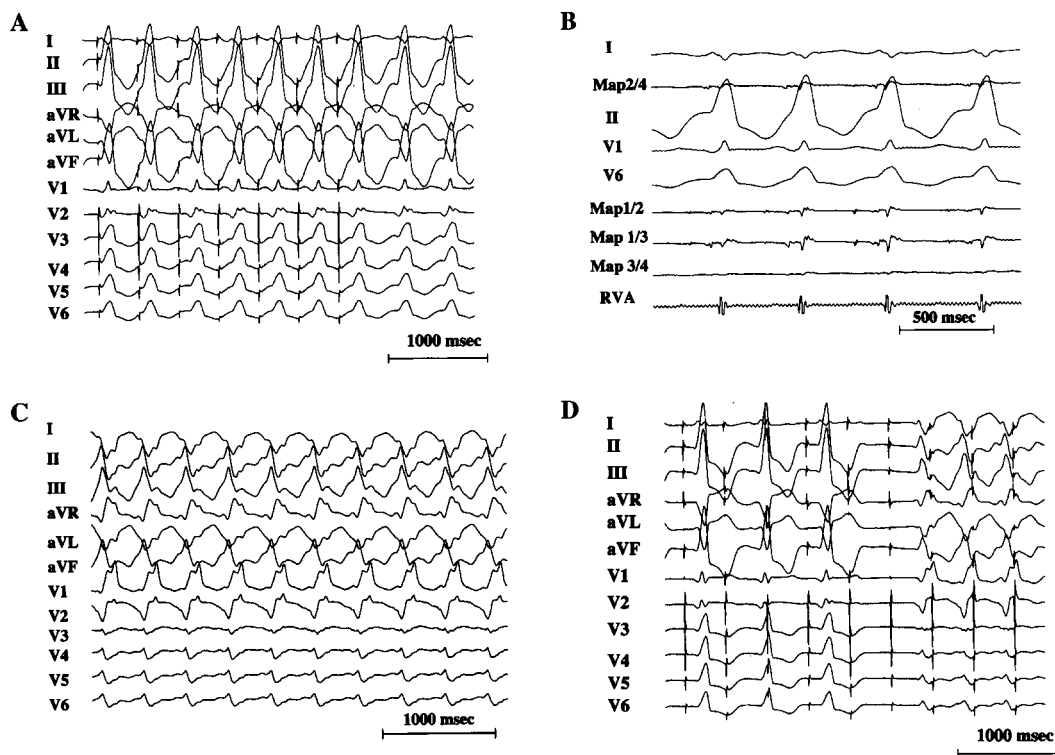 A
I
II
III
aVR
aVL
aVF
V1
V2
V3
V4
V5
V6
1000 msec
B
I
Map2/4
II
V1
V6
Map1/2
Map 1/3
Map 3/4
RVA
500 msec
C
I
II
III
aVR
aVL
aVF
V1
V2
V3
V4
V5
V6
1000 msec
D
I
II
III
aVR
aVL
aVF
V1
V2
V3
V4
V5
V6
1000 msec